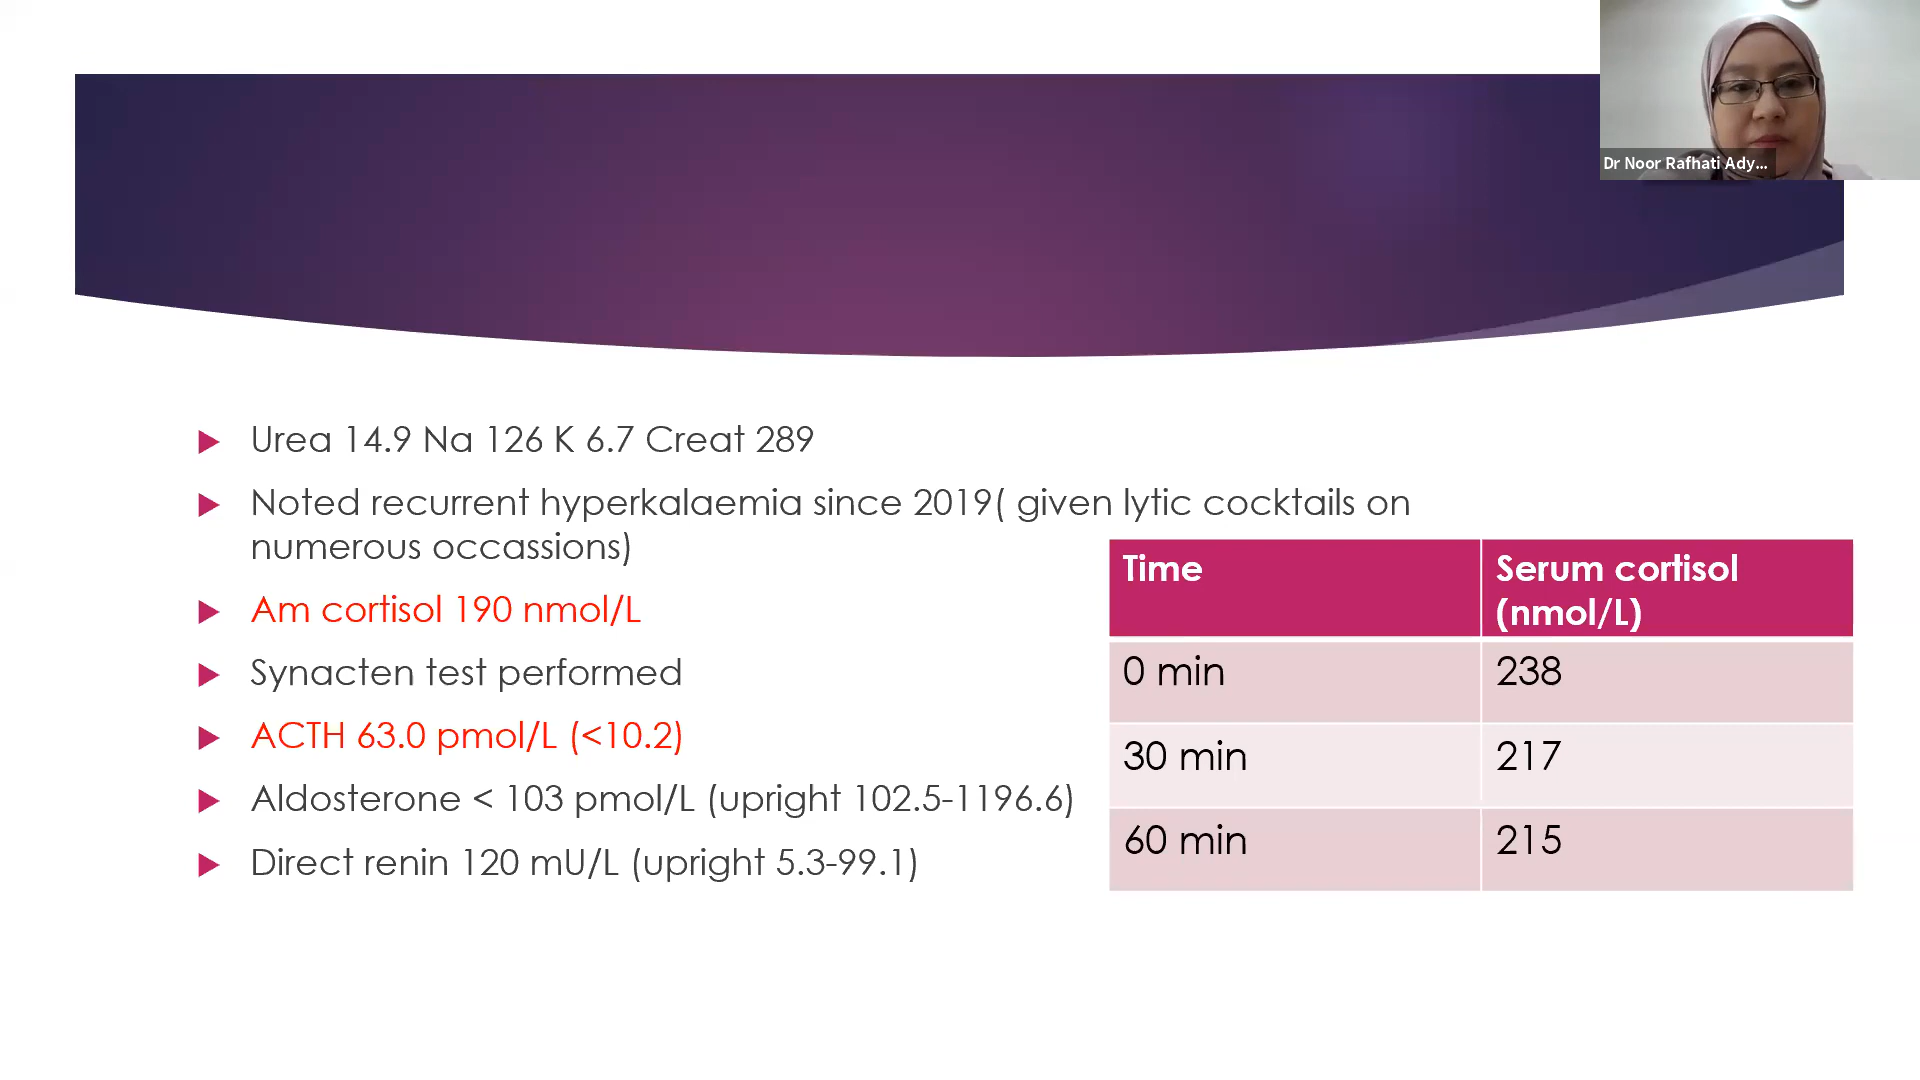 Dr Noor Rafhati Ady...
Urea 14.9 Na 126 K 6.7 Creat 289
Noted recurrent hyperkalaemia since 2019( given lytic cocktails on
numerous occassions)
Am cortisol 190 nmol/L
Synacten test performed
ACTH 63.0 pmol/L (<10.2)
Aldosterone < 103 pmol/L (upright 102.5-1196.6)
Direct renin 120 mU/L (upright 5.3-99.1)
Time Serum cortisol
(nmol/L)
0 min 238
30 min 217
60 min 215